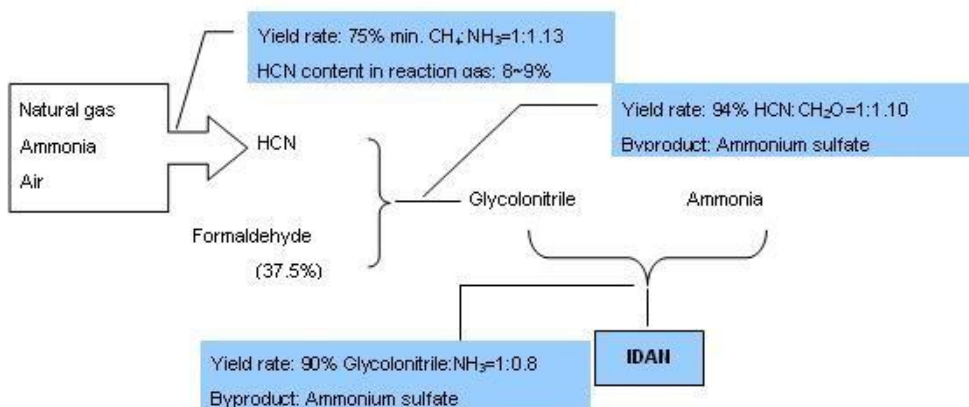 Yield rate: 75% min. CH₄:NH₃=1:1.13
HCN content in reaction gas: 8~9%
Natural gas
Ammonia
Air
HCN
Yield rate: 94% HCN:CH₂O=1:1.10
Byproduct: Ammonium sulfate
Glycolonitrile
Ammonia
Formaldehyde
(37.5%)
Yield rate: 90% Glycolonitrile:NH₃=1:0.8
Byproduct: Ammonium sulfate
IDAN